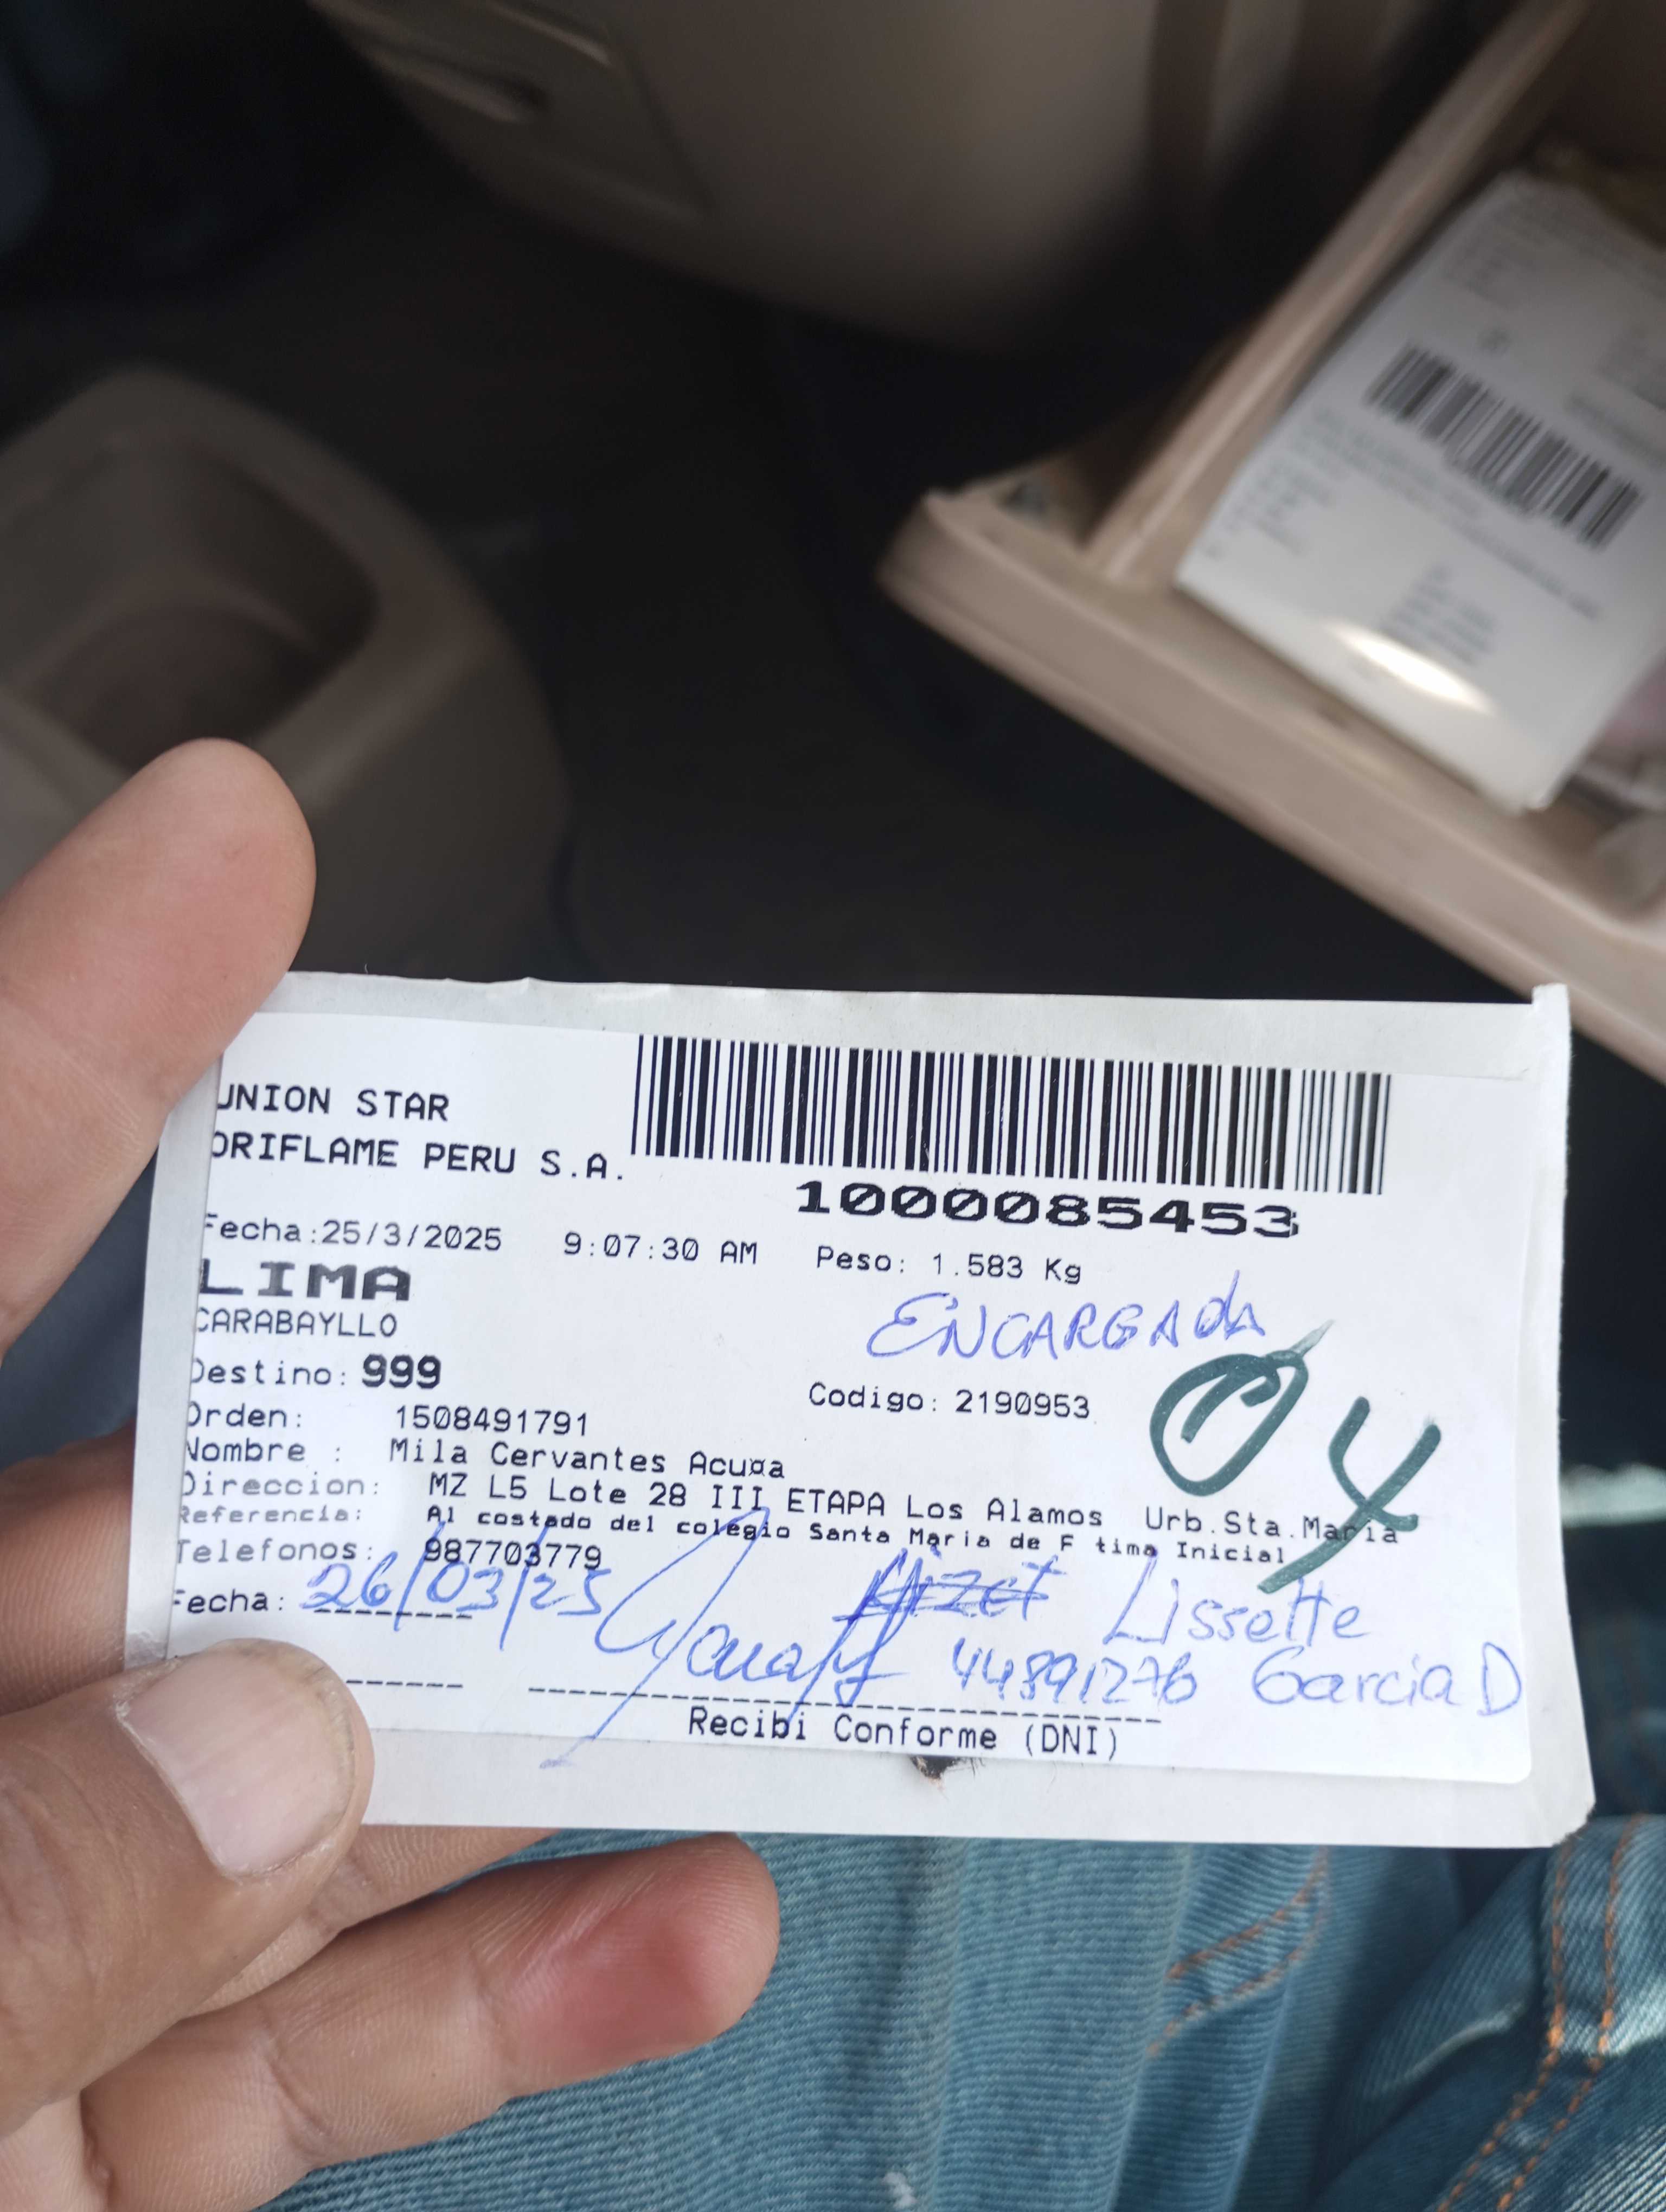 UNION STAR
ORIFLAME PERU S.A.
1000085453
Fecha:25/3/2025 9:07:30 AM Peso: 1.583 Kg
LIMA
CARABAYLLO
ENCARGADA
Destino: 999
Codigo: 2190953
04
Orden: 1508491791
Nombre : Mila Cervantes Acu¤a
Direccion: MZ L5 Lote 28 III ETAPA Los Alamos Urb.Sta.Maria
Referencia: Al costado del colegio Santa Maria de F tima Inicial
Telefonos: 987703779
Fecha: 26/03/25
Lissette
44891276 Garcia D
Recibi Conforme (DNI)